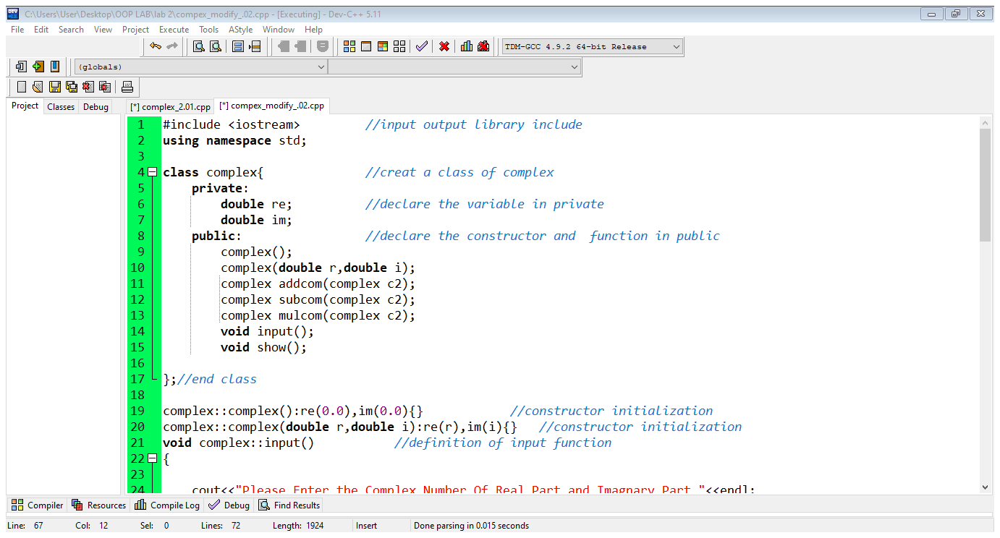 C:\Users\User\Desktop\OOP LAB\lab 2\compex_modify_.02.cpp - [Executing] - Dev-C++ 5.11
File Edit Search View Project Execute Tools AStyle Window Help
TDM-GCC 4.9.2 64-bit Release
(globals)
Project Classes Debug [*] complex_2.01.cpp [*] compex_modify_.02.cpp
1 #include <iostream> //input output library include
2 using namespace std;
3
4 class complex{ //creat a class of complex
5 private:
6 double re; //declare the variable in private
7 double im;
8 public: //declare the constructor and  function in public
9 complex();
10 complex(double r,double i);
11 complex addcom(complex c2);
12 complex subcom(complex c2);
13 complex mulcom(complex c2);
14 void input();
15 void show();
16
17 };//end class
18
19 complex::complex():re(0.0),im(0.0){} //constructor initialization
20 complex::complex(double r,double i):re(r),im(i){} //constructor initialization
21 void complex::input() //definition of input function
22 {
23
24 cout<<"Please Enter the Complex Number Of Real Part and Imagnary Part "<<endl;
Compiler Resources Compile Log Debug Find Results
Line: 67 Col: 12 Sel: 0 Lines: 72 Length: 1924 Insert Done parsing in 0.015 seconds